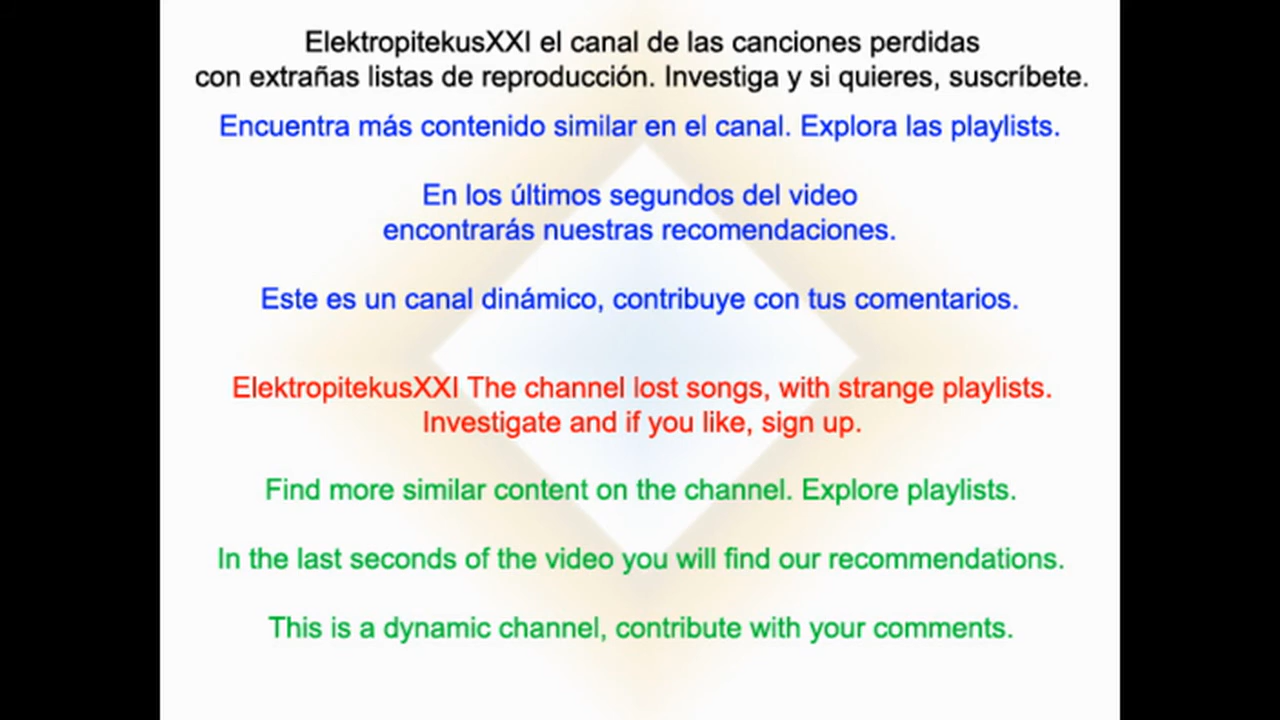 ElektropitekusXXI el canal de las canciones perdidas
con extrañas listas de reproducción. Investiga y si quieres, suscríbete.
Encuentra más contenido similar en el canal. Explora las playlists.
En los últimos segundos del video
encontrarás nuestras recomendaciones.
Este es un canal dinámico, contribuye con tus comentarios.
ElektropitekusXXI The channel lost songs, with strange playlists.
Investigate and if you like, sign up.
Find more similar content on the channel. Explore playlists.
In the last seconds of the video you will find our recommendations.
This is a dynamic channel, contribute with your comments.